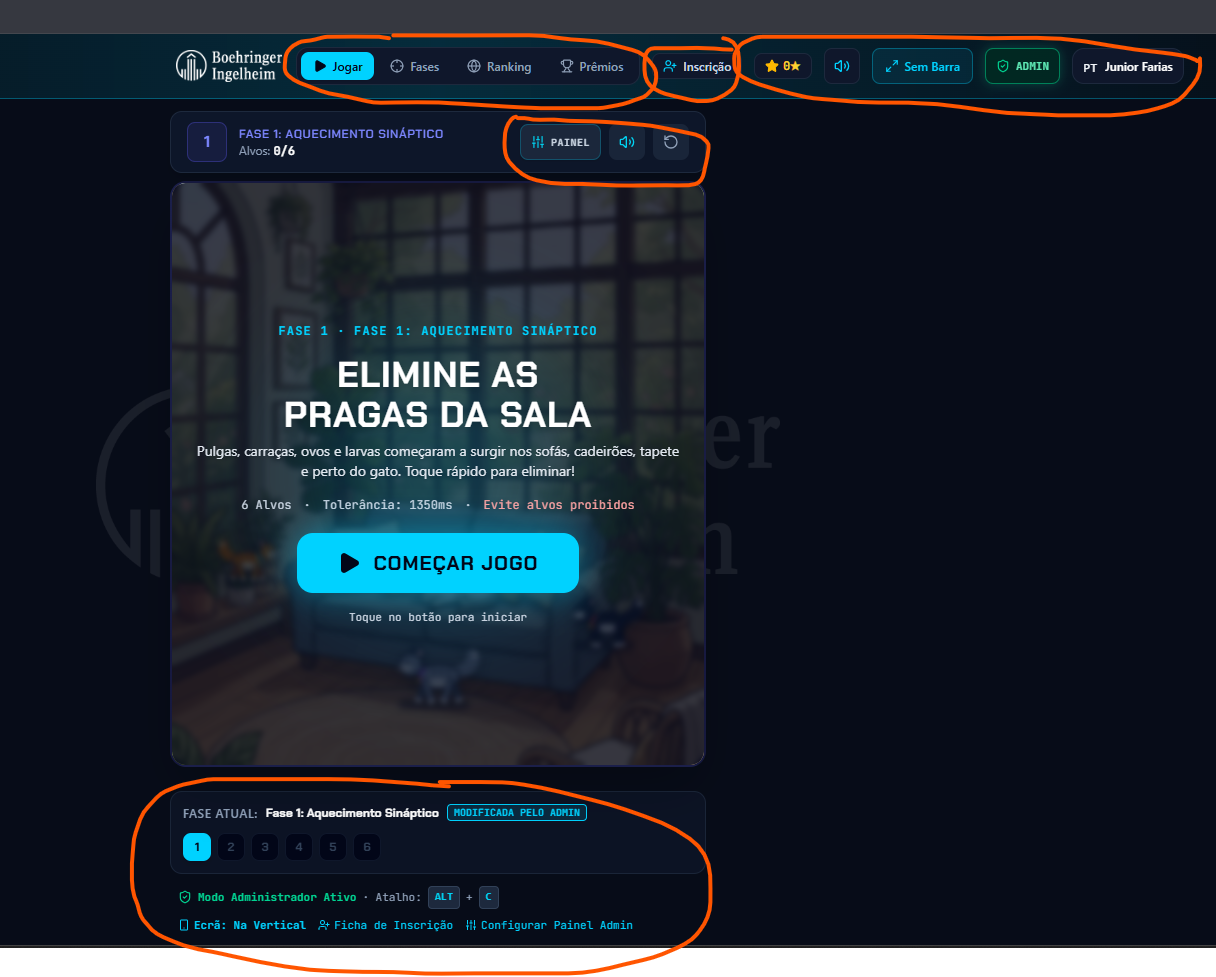 Boehringer
Ingelheim
Jogar Fases Ranking Prêmios Inscrição 0★ Sem Barra ADMIN PT Junior Farias
1 FASE 1: AQUECIMENTO SINÁPTICO
Alvos: 0/6
PAINEL
FASE 1 · FASE 1: AQUECIMENTO SINÁPTICO
ELIMINE AS
PRAGAS DA SALA
Pulgas, carraças, ovos e larvas começaram a surgir nos sofás, cadeirões, tapete
e perto do gato. Toque rápido para eliminar!
6 Alvos · Tolerância: 1350ms · Evite alvos proibidos
COMEÇAR JOGO
Toque no botão para iniciar
er
n
FASE ATUAL: Fase 1: Aquecimento Sináptico MODIFICADA PELO ADMIN
1 2 3 4 5 6
Modo Administrador Ativo · Atalho: ALT + C
Ecrã: Na Vertical Ficha de Inscrição Configurar Painel Admin